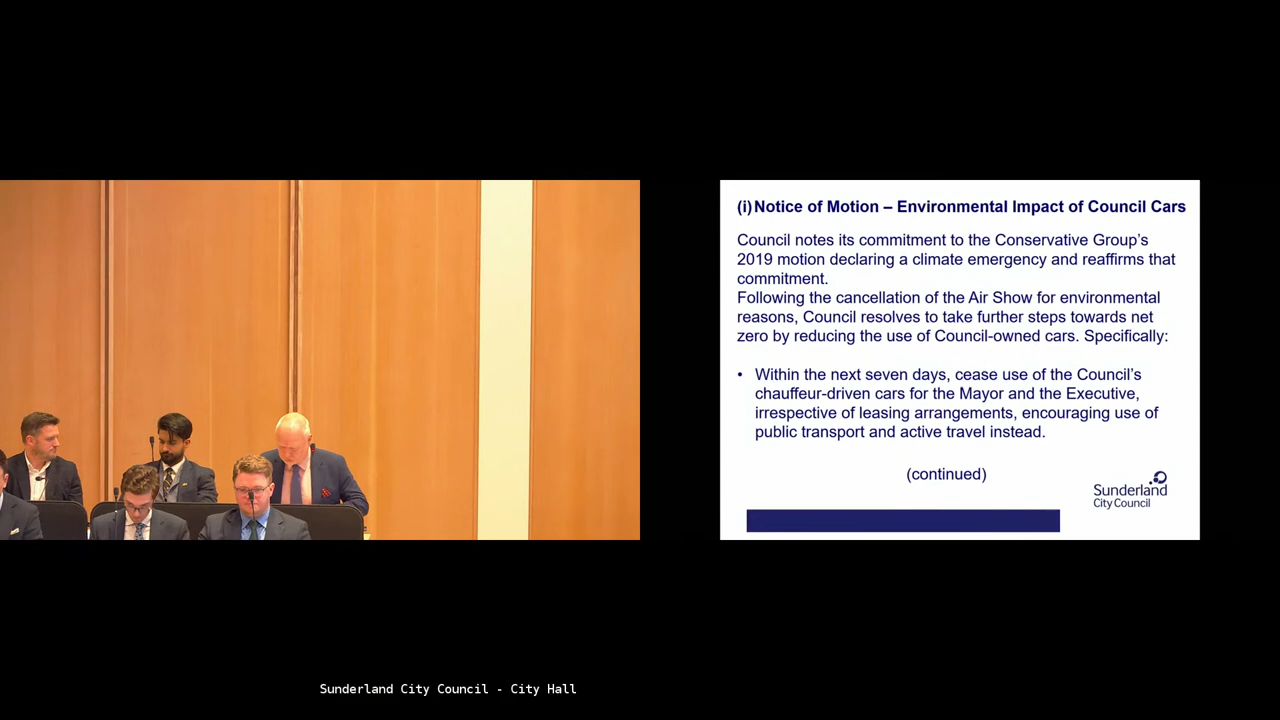 (i) Notice of Motion – Environmental Impact of Council Cars
Council notes its commitment to the Conservative Group's
2019 motion declaring a climate emergency and reaffirms that
commitment.
Following the cancellation of the Air Show for environmental
reasons, Council resolves to take further steps towards net
zero by reducing the use of Council-owned cars. Specifically:
• Within the next seven days, cease use of the Council's
chauffeur-driven cars for the Mayor and the Executive,
irrespective of leasing arrangements, encouraging use of
public transport and active travel instead.
(continued)
Sunderland
City Council
Sunderland City Council - City Hall